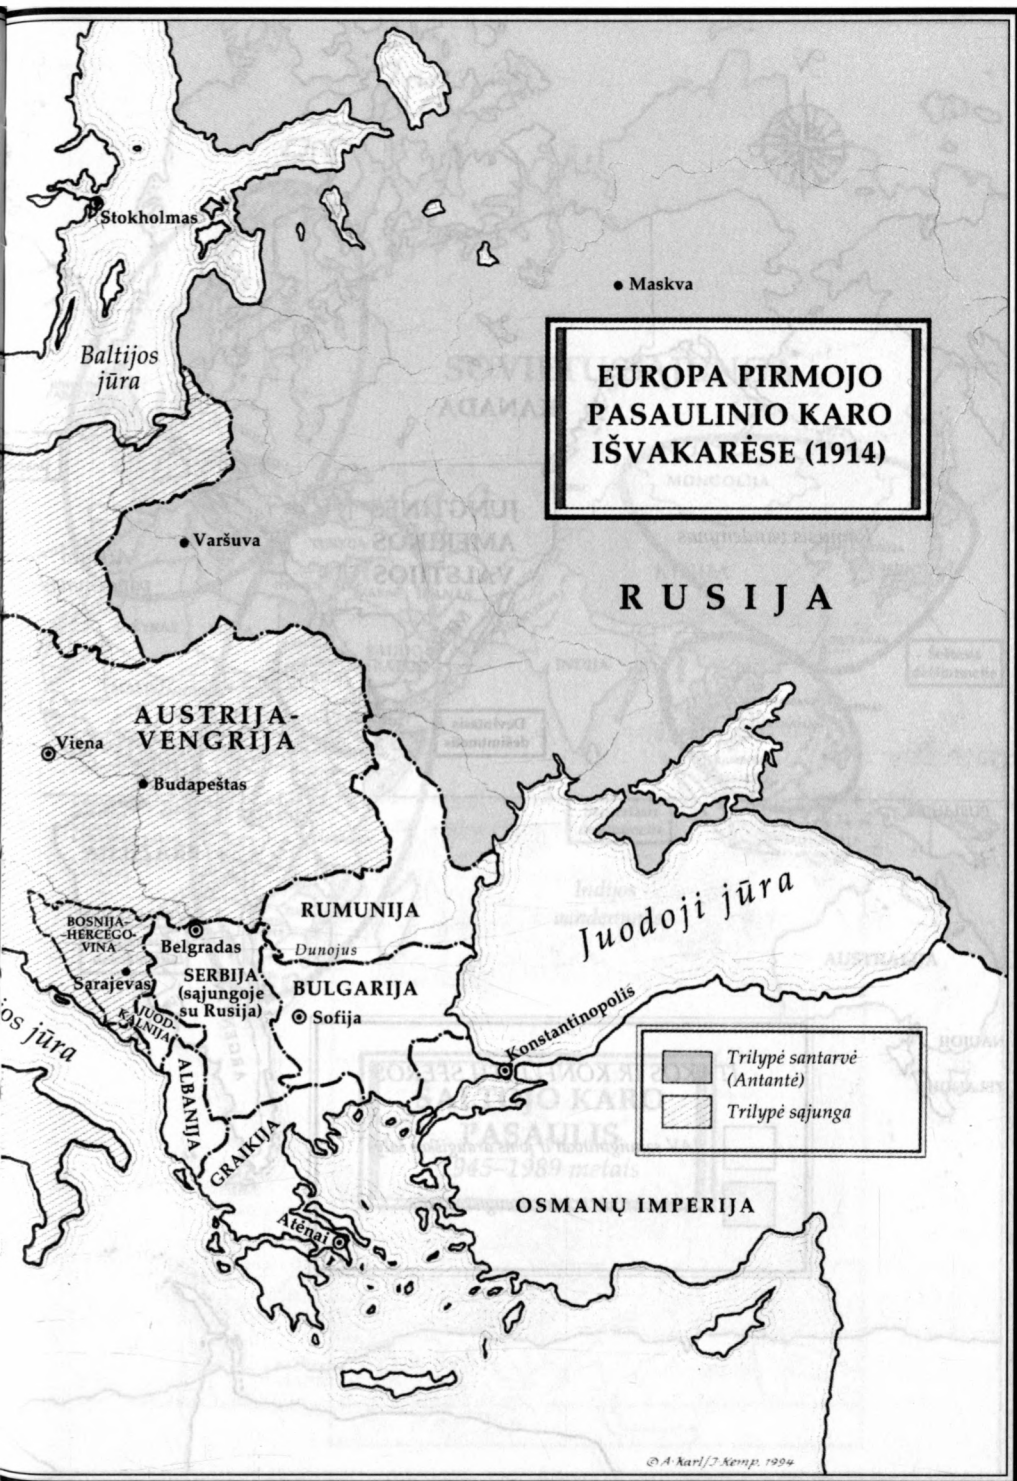 Stokholmas
Maskva
Baltijos
jūra
EUROPA PIRMOJO
PASAULINIO KARO
IŠVAKARĖSE (1914)
Varšuva
RUSIJA
AUSTRIJA-
VENGRIJA
Viena
Budapeštas
Juodoji jūra
RUMUNIJA
BOSNIJA-
-HERCEGO-
VINA
Belgradas
Dunojus
Sarajevas
SERBIJA
(sąjungoje
su Rusija)
BULGARIJA
Sofija
JUOD-
KALNIJA
jos jūra
Konstantinopolis
ALBANIJA
GRAIKIJA
Trilypė santarvė
(Antantė)
Trilypė sąjunga
OSMANŲ IMPERIJA
Atėnai
© A·Karl/J·Kemp, 1994